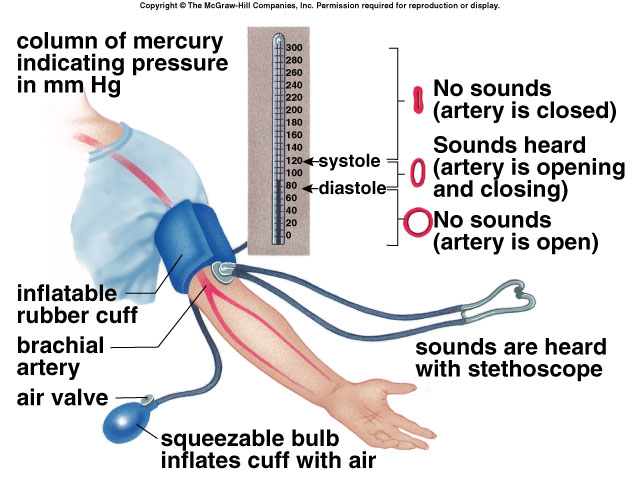 Copyright © The McGraw-Hill Companies, Inc. Permission required for reproduction or display.
column of mercury
indicating pressure
in mm Hg
300
280
260
240
220
200
180
160
140
120
100
80
60
40
20
0
systole
diastole
No sounds
(artery is closed)
Sounds heard
(artery is opening
and closing)
No sounds
(artery is open)
inflatable
rubber cuff
brachial
artery
air valve
squeezable bulb
inflates cuff with air
sounds are heard
with stethoscope